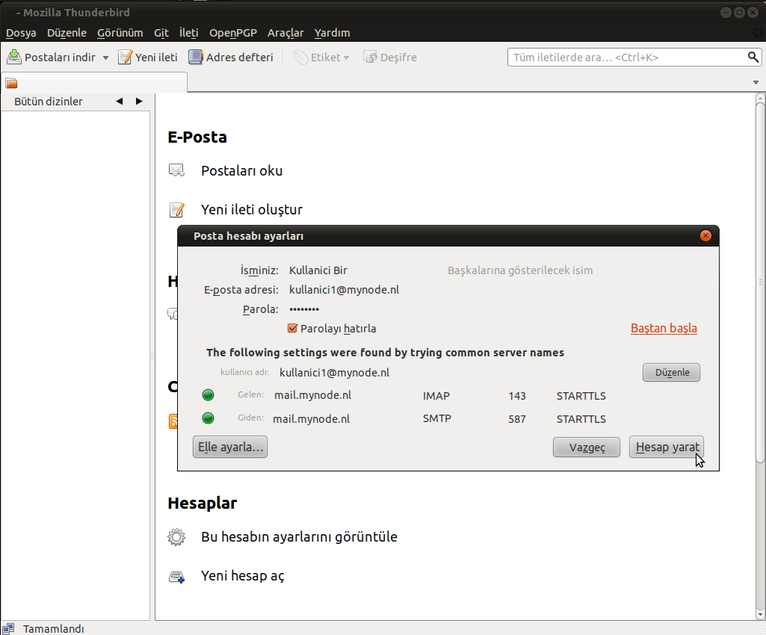 - Mozilla Thunderbird
Dosya Düzenle Görünüm Git İleti OpenPGP Araçlar Yardım
Postaları indir Yeni ileti Adres defteri Etiket Deşifre Tüm iletilerde ara... <Ctrl+K>
Bütün dizinler
E-Posta
Postaları oku
Yeni ileti oluştur
Posta hesabı ayarları
İsminiz: Kullanici Bir Başkalarına gösterilecek isim
E-posta adresi: kullanici1@mynode.nl
Parola: ••••••••
Parolayı hatırla Baştan başla
The following settings were found by trying common server names
kullanıcı adı: kullanici1@mynode.nl Düzenle
Gelen: mail.mynode.nl IMAP 143 STARTTLS
Giden: mail.mynode.nl SMTP 587 STARTTLS
Elle ayarla... Vazgeç Hesap yarat
H
C
Hesaplar
Bu hesabın ayarlarını görüntüle
Yeni hesap aç
Tamamlandı